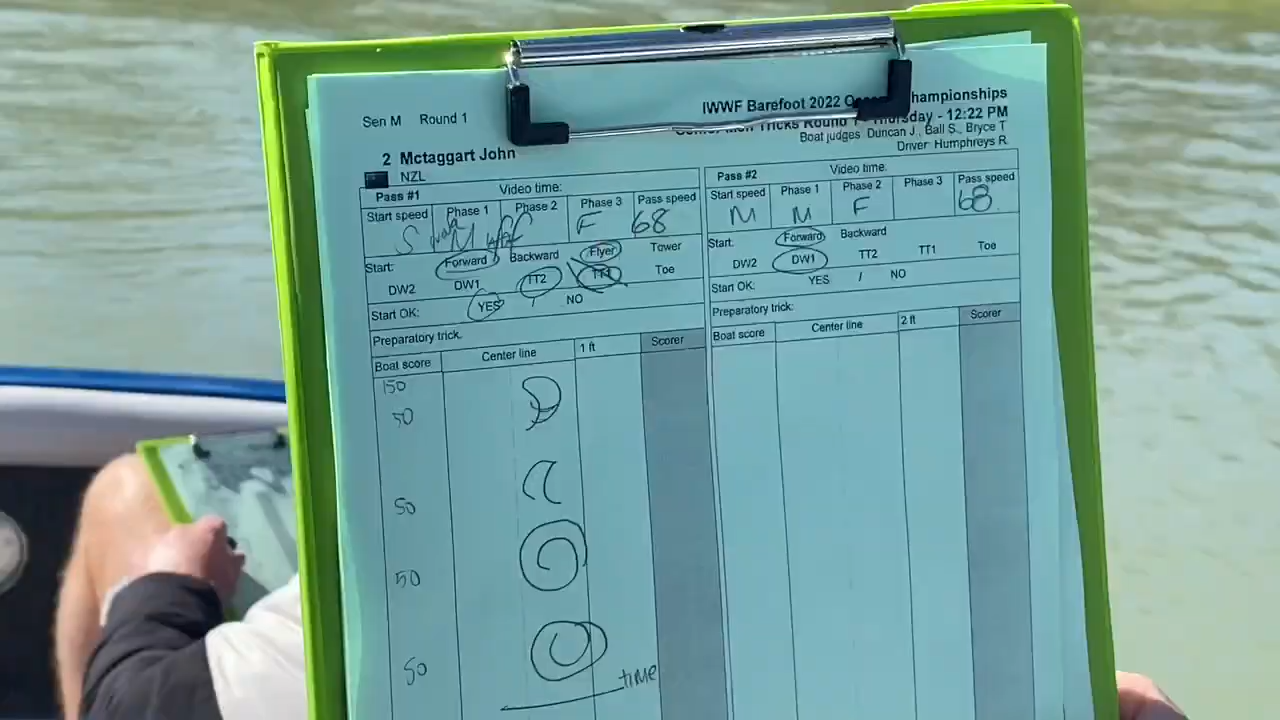 Sen M Round 1
IWWF Barefoot 2022 Championships
Tricks Round Thursday - 12:22 PM
Boat judges Duncan J., Ball S., Bryce T
Driver Humphreys R.
2 Mctaggart John
NZL
Pass #1 Video time:
Start speed Phase 1 Phase 2 Phase 3 Pass speed
S M F 68
Start: Forward Backward Flyer Tower
DW2 DW1 TT2 TT1 Toe
Start OK: YES / NO
Preparatory trick.
Boat score Center line 1 ft Scorer
150
50
50
50
50
TIME
Pass #2 Video time:
Start speed Phase 1 Phase 2 Phase 3 Pass speed
M M F 68
Start: Forward Backward
DW2 DW1 TT2 TT1 Toe
Start OK: YES / NO
Preparatory trick:
Boat score Center line 2 ft Scorer